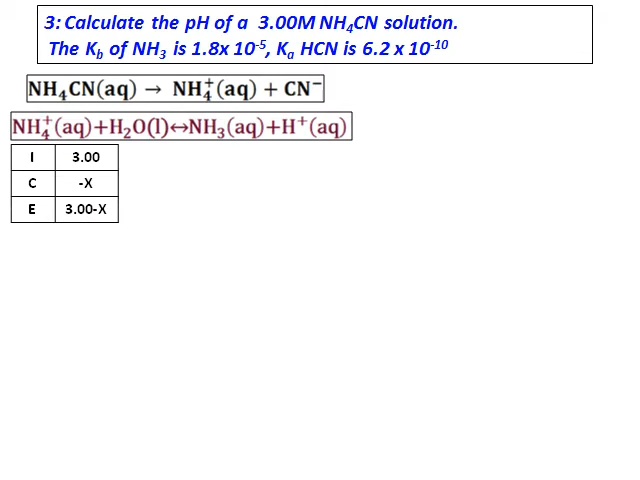 3: Calculate the pH of a 3.00M NH₄CN solution.
The K_b of NH₃ is 1.8x 10⁻⁵, Kₐ HCN is 6.2 x 10⁻¹⁰
NH₄CN(aq) → NH₄⁺(aq) + CN⁻
NH₄⁺(aq)+H₂O(l)↔NH₃(aq)+H⁺(aq)
I 3.00
C -X
E 3.00-X